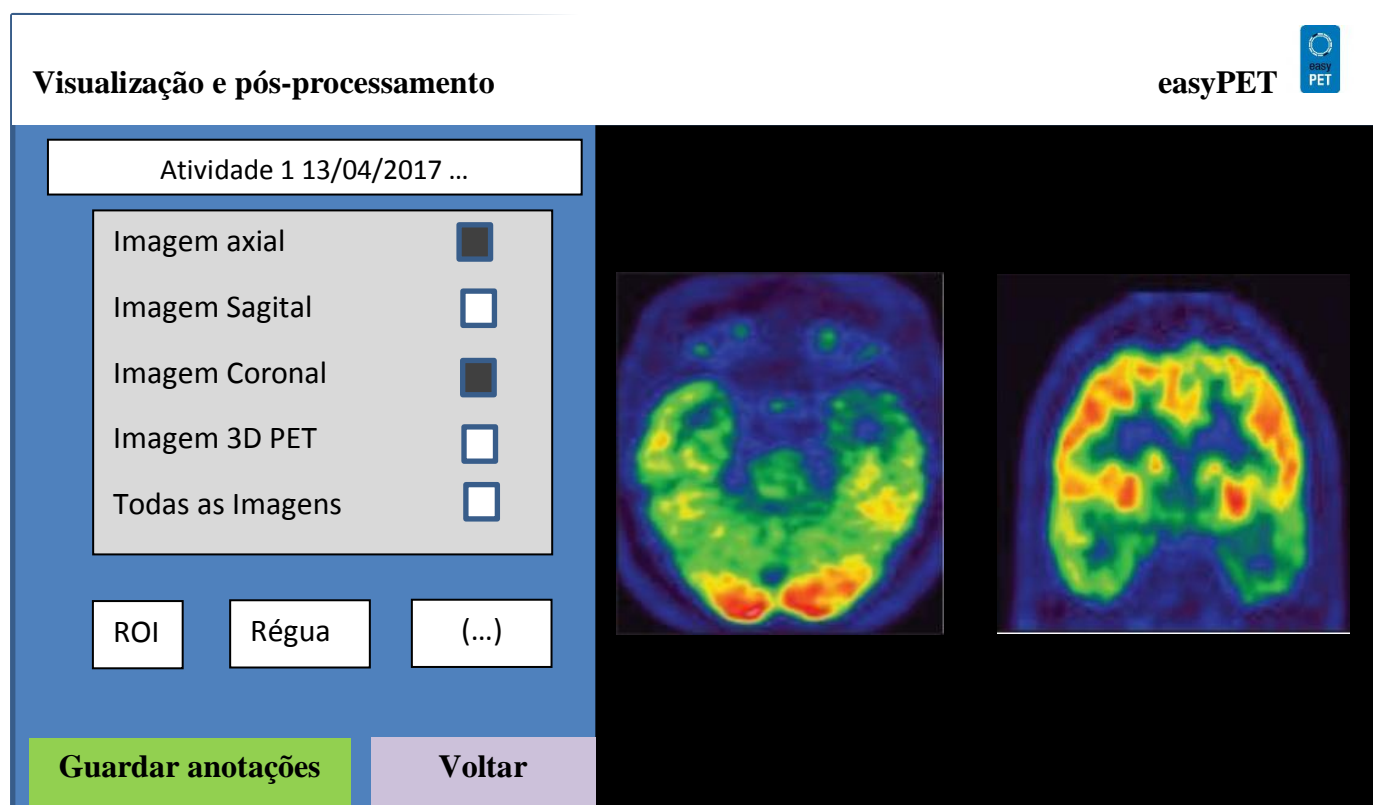 Visualização e pós-processamento
easyPET
easy
PET
Atividade 1 13/04/2017 ...
Imagem axial
Imagem Sagital
Imagem Coronal
Imagem 3D PET
Todas as Imagens
ROI
Régua
(...)
Guardar anotações
Voltar